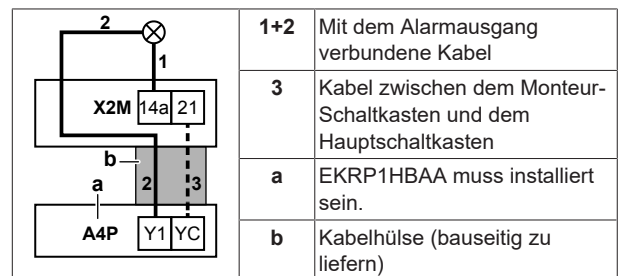 2
1
X2M 14a 21
b
a
2
3
A4P Y1 YC
1+2 Mit dem Alarmausgang
verbundene Kabel
3 Kabel zwischen dem Monteur-
Schaltkasten und dem
Hauptschaltkasten
a EKRP1HBAA muss installiert
sein.
b Kabelhülse (bauseitig zu
liefern)